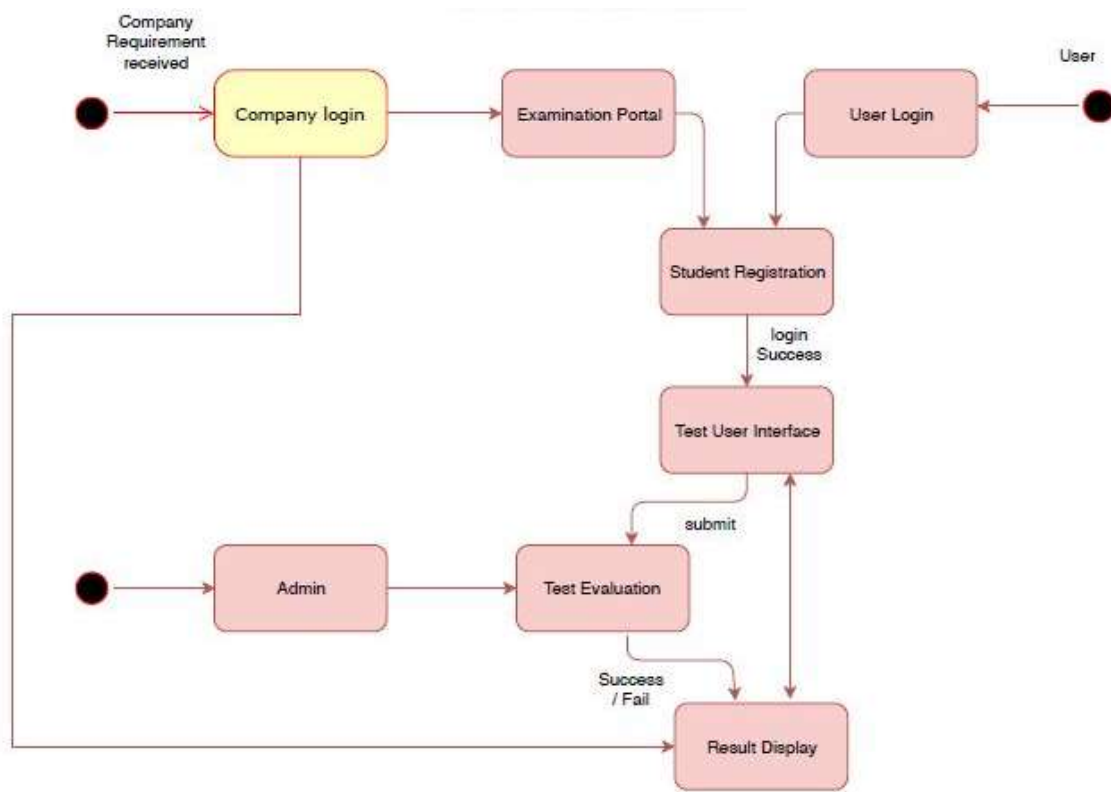 Company
Requirement
received
User
Company login
Examination Portal
User Login
Student Registration
login
Success
Test User Interface
submit
Admin
Test Evaluation
Success
/ Fail
Result Display